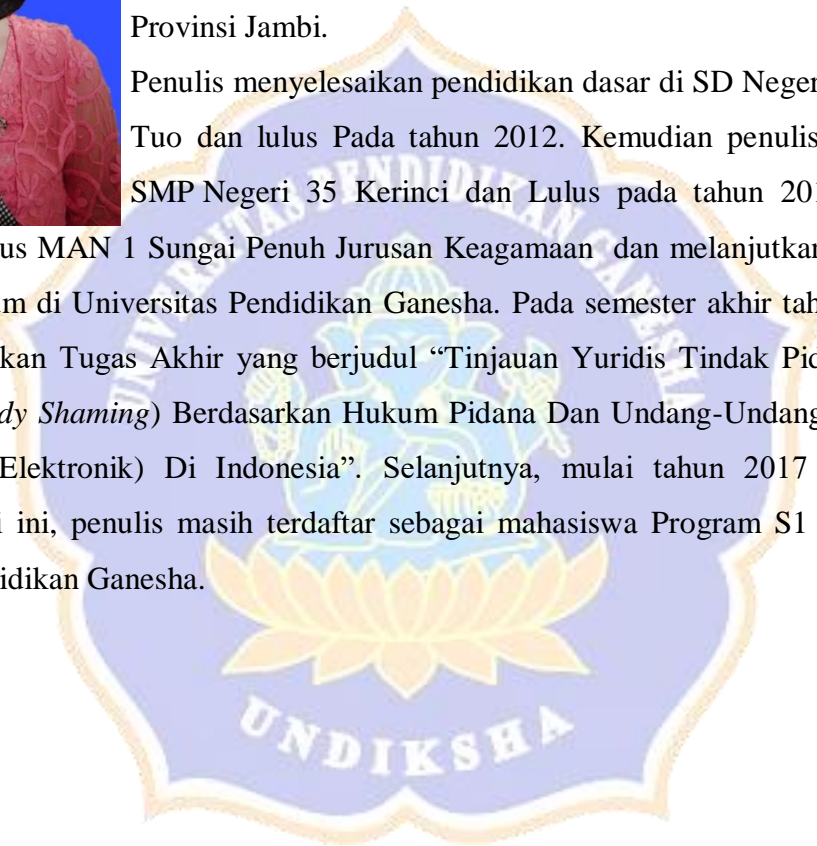 Provinsi Jambi.
Penulis menyelesaikan pendidikan dasar di SD Neger
Tuo dan lulus Pada tahun 2012. Kemudian penulis
SMP Negeri 35 Kerinci dan Lulus pada tahun 201
us MAN 1 Sungai Penuh Jurusan Keagamaan dan melanjutkan
m di Universitas Pendidikan Ganesha. Pada semester akhir tah
kan Tugas Akhir yang berjudul “Tinjauan Yuridis Tindak Pid
dy Shaming) Berdasarkan Hukum Pidana Dan Undang-Undang
Elektronik) Di Indonesia”. Selanjutnya, mulai tahun 2017
i ini, penulis masih terdaftar sebagai mahasiswa Program S1
idikan Ganesha.
UNIVERSITAS PENDIDIKAN GANESHA
UNDIKSHA